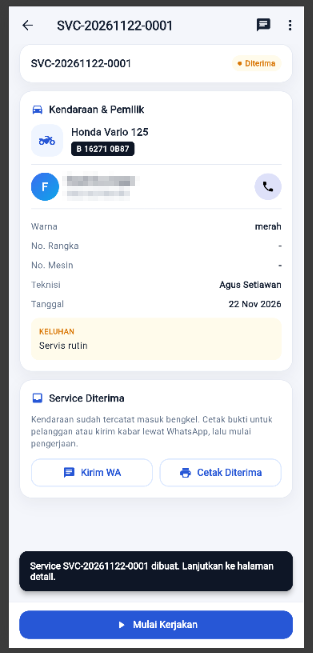 SVC-20261122-0001
SVC-20261122-0001
Diterima
Kendaraan & Pemilik
Honda Vario 125
B 16271 0B87
F
Warna
merah
No. Rangka
-
No. Mesin
-
Teknisi
Agus Setiawan
Tanggal
22 Nov 2026
KELUHAN
Servis rutin
Service Diterima
Kendaraan sudah tercatat masuk bengkel. Cetak bukti untuk
pelanggan atau kirim kabar lewat WhatsApp, lalu mulai
pengerjaan.
Kirim WA
Cetak Diterima
Service SVC-20261122-0001 dibuat. Lanjutkan ke halaman
detail.
Mulai Kerjakan